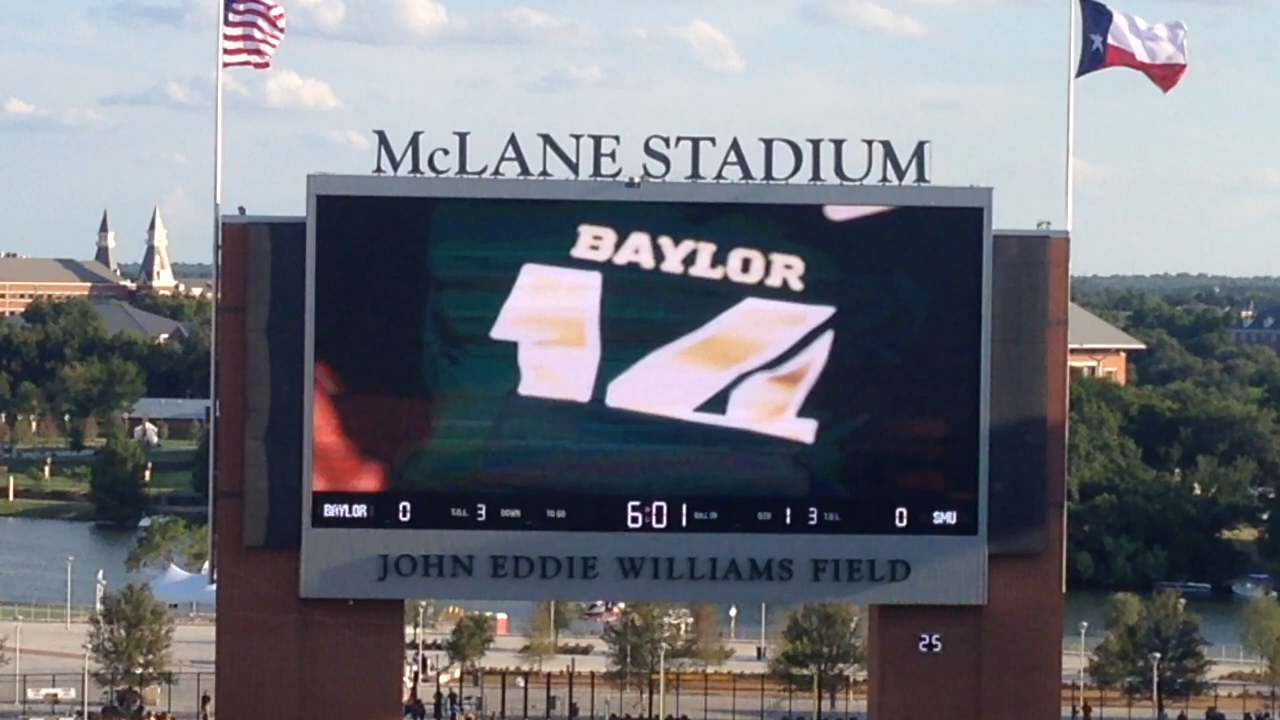 McLANE STADIUM
BAYLOR
14
BAYLOR 0 T.O.L. 3 DOWN TO GO 6:01 BALL ON QTR 1 3 T.O.L. 0 SMU
JOHN EDDIE WILLIAMS FIELD
25